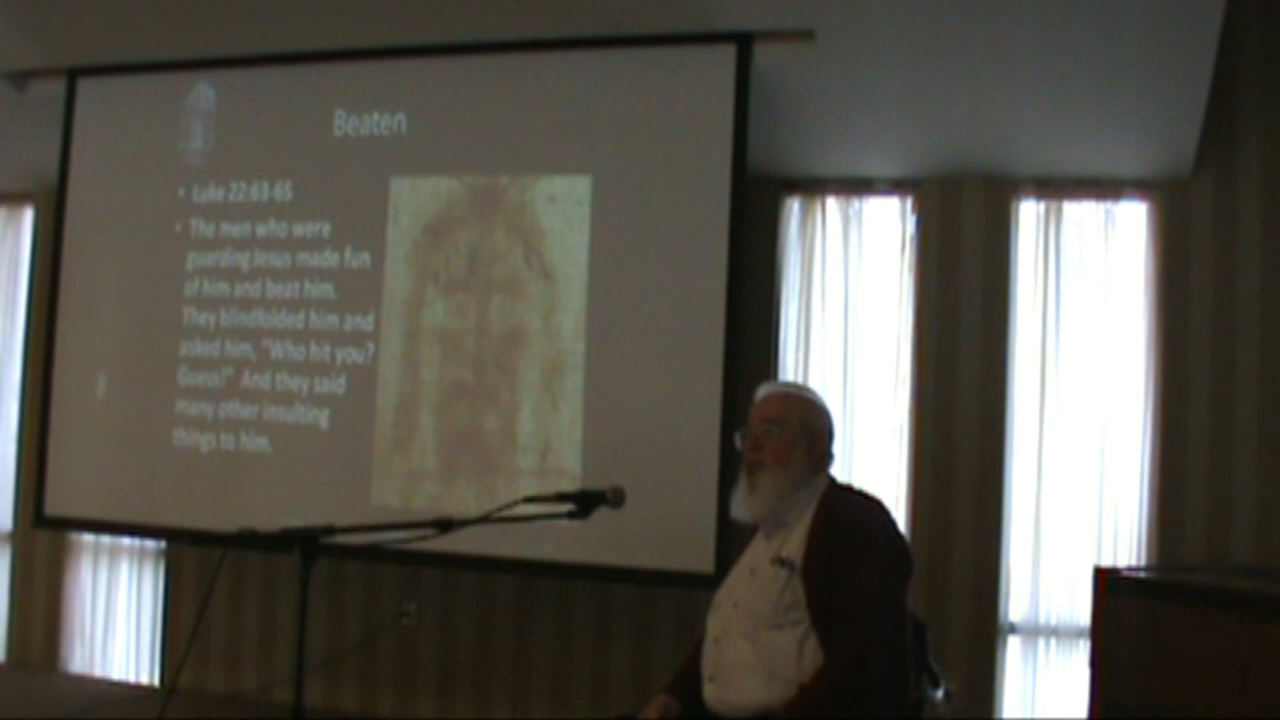 Beaten
• Luke 22:63-65
• The men who were
guarding Jesus made fun
of him and beat him.
They blindfolded him and
asked him, "Who hit you?
Guess!" And they said
many other insulting
things to him.